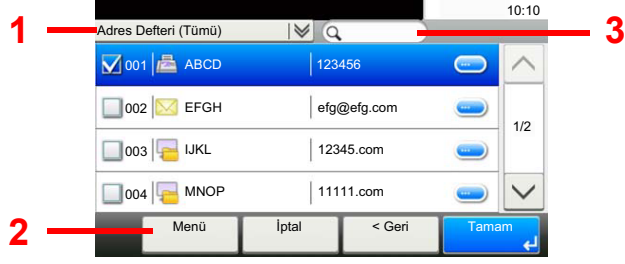 10:10
1 Adres Defteri (Tümü) 3
001 ABCD 123456
002 EFGH efg@efg.com
1/2
003 IJKL 12345.com
004 MNOP 11111.com
2 Menü İptal < Geri Tamam